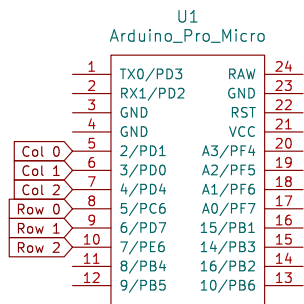 U1
Arduino_Pro_Micro
1 TX0/PD3 RAW 24
2 RX1/PD2 GND 23
3 GND RST 22
4 GND VCC 21
Col 0 5 2/PD1 A3/PF4 20
Col 1 6 3/PD0 A2/PF5 19
Col 2 7 4/PD4 A1/PF6 18
Row 0 8 5/PC6 A0/PF7 17
Row 1 9 6/PD7 15/PB1 16
Row 2 10 7/PE6 14/PB3 15
11 8/PB4 16/PB2 14
12 9/PB5 10/PB6 13